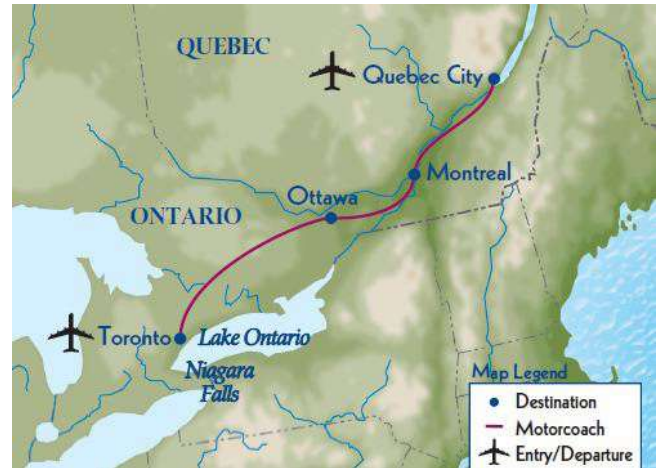 QUEBEC
Quebec City
Montreal
Ottawa
ONTARIO
Toronto
Lake Ontario
Niagara
Falls
Map Legend
Destination
Motorcoach
Entry/Departure